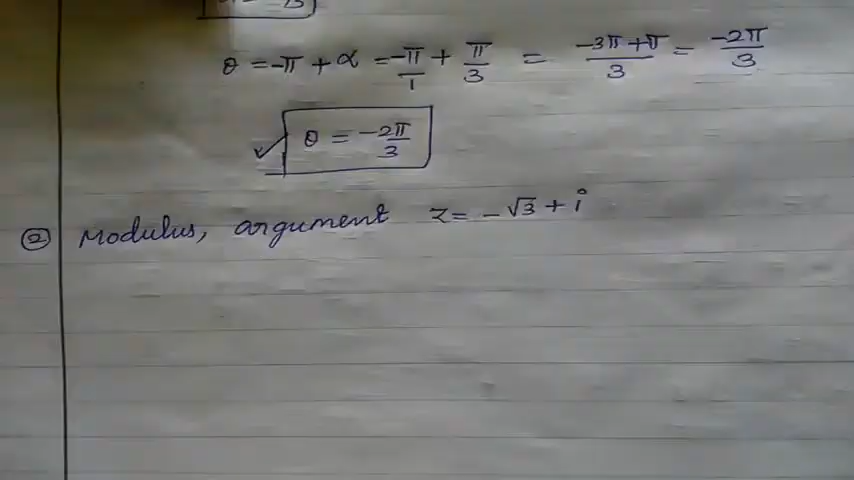 θ = -π + α = -π/1 + π/3 = -3π+π/3 = -2π/3
θ = -2π/3
② Modulus, argument z = -√3 + i